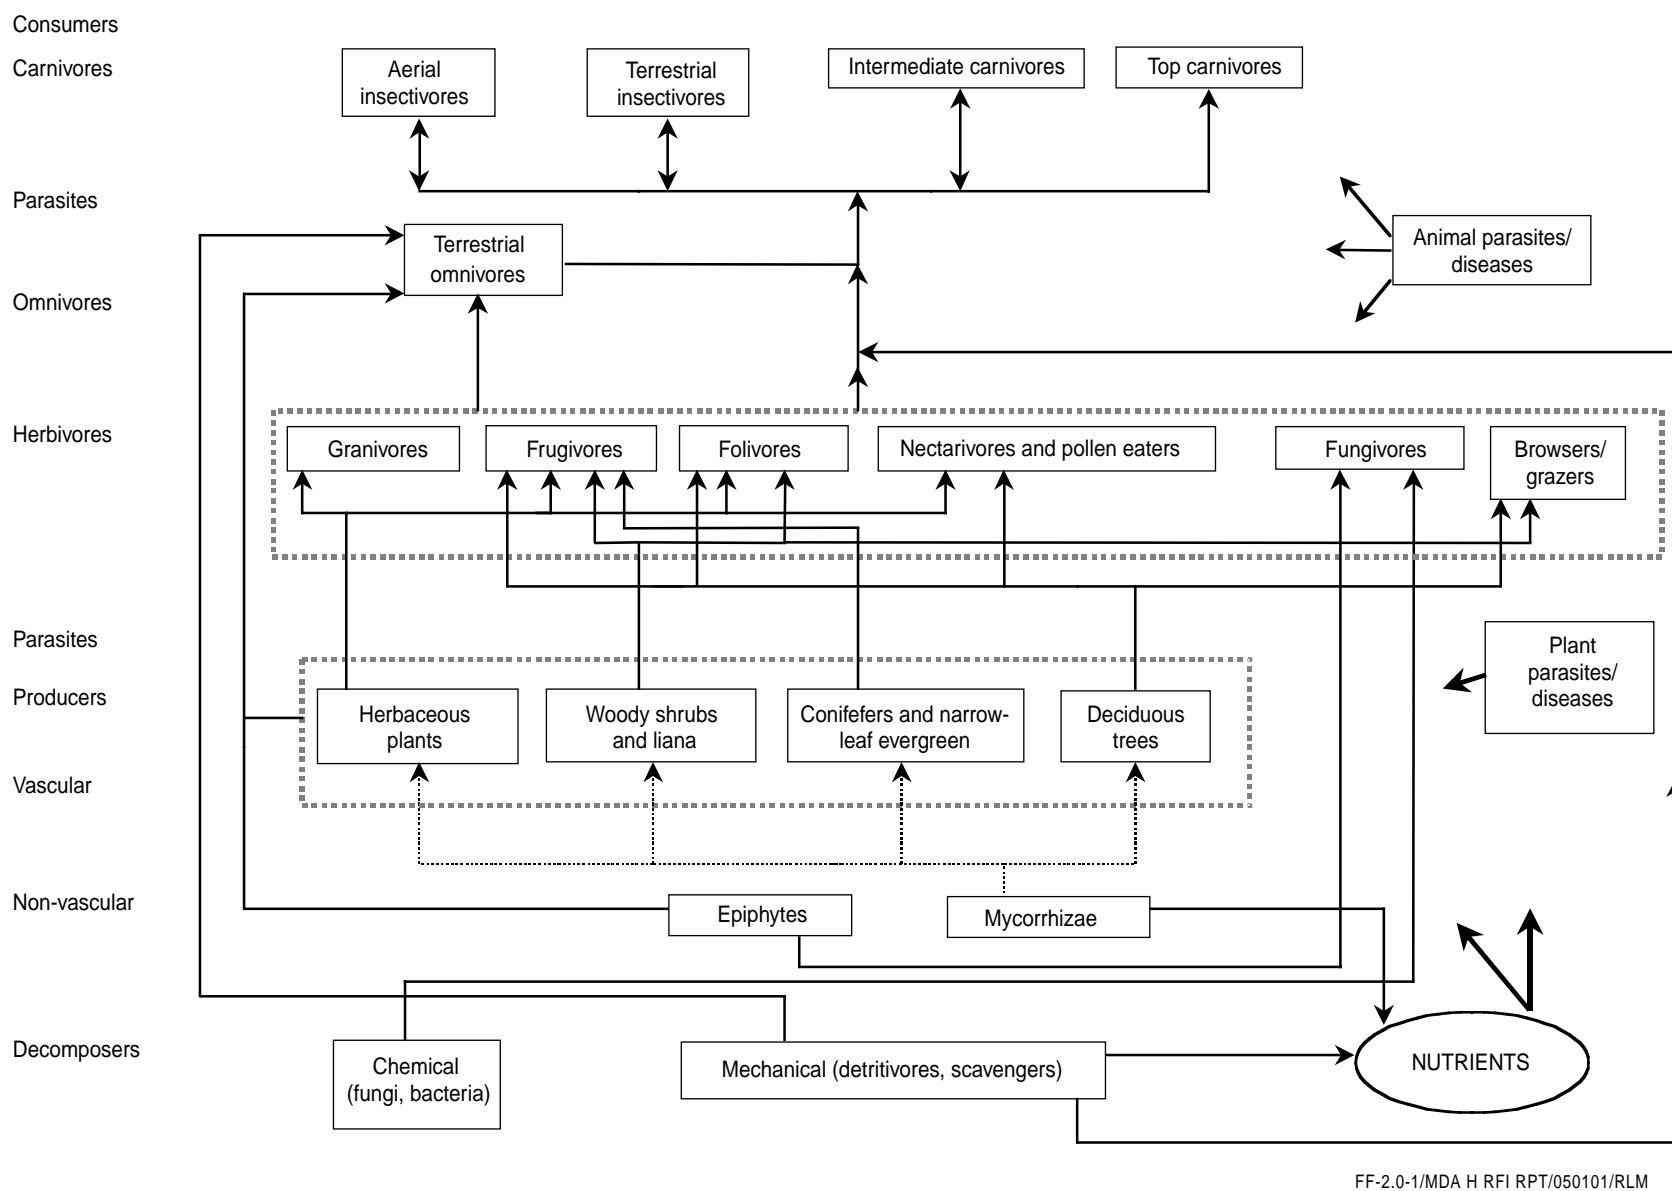 Consumers
Carnivores
Aerial
insectivores
Terrestrial
insectivores
Intermediate carnivores
Top carnivores
Parasites
Terrestrial
omnivores
Animal parasites/
diseases
Omnivores
Herbivores
Granivores
Frugivores
Folivores
Nectarivores and pollen eaters
Fungivores
Browsers/
grazers
Parasites
Plant
parasites/
diseases
Producers
Herbaceous
plants
Woody shrubs
and liana
Conifefers and narrow-
leaf evergreen
Deciduous
trees
Vascular
Non-vascular
Epiphytes
Mycorrhizae
Decomposers
Chemical
(fungi, bacteria)
Mechanical (detritivores, scavengers)
NUTRIENTS
FF-2.0-1/MDA H RFI RPT/050101/RLM